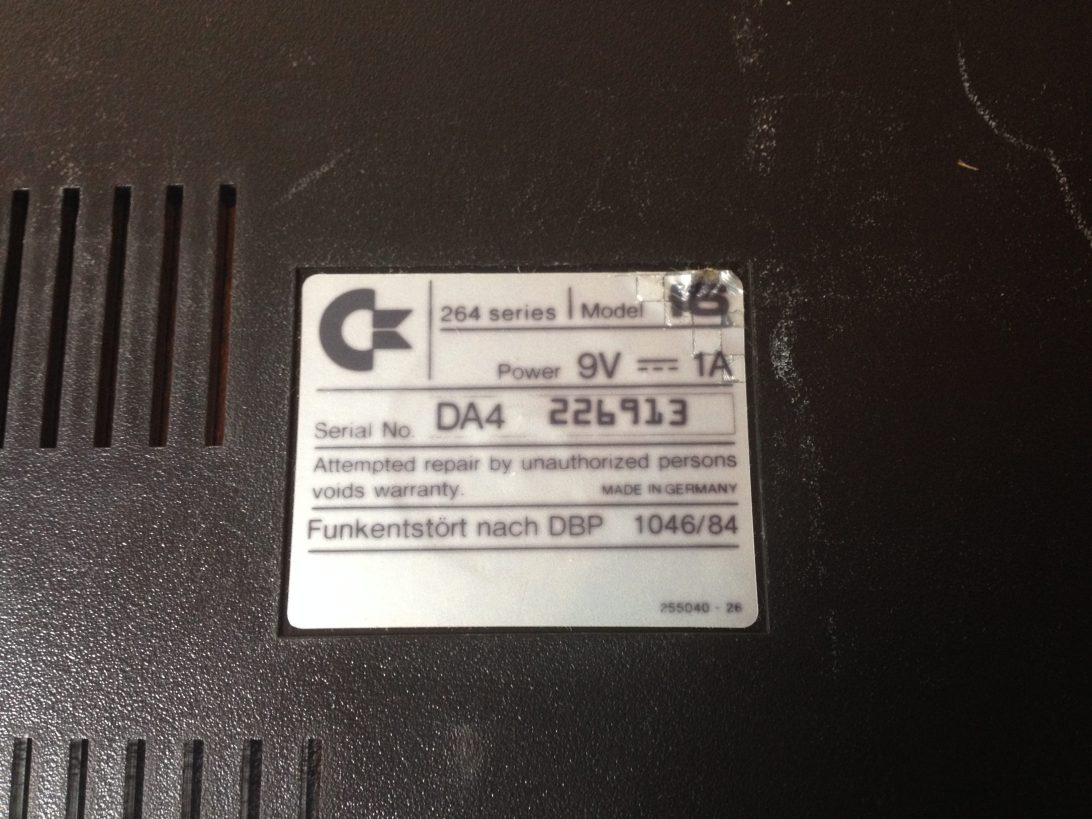 264 series | Model 16
Power 9V ⎓ 1A
Serial No. DA4 226913
Attempted repair by unauthorized persons
voids warranty. MADE IN GERMANY
Funkentstört nach DBP 1046/84
255040 - 26